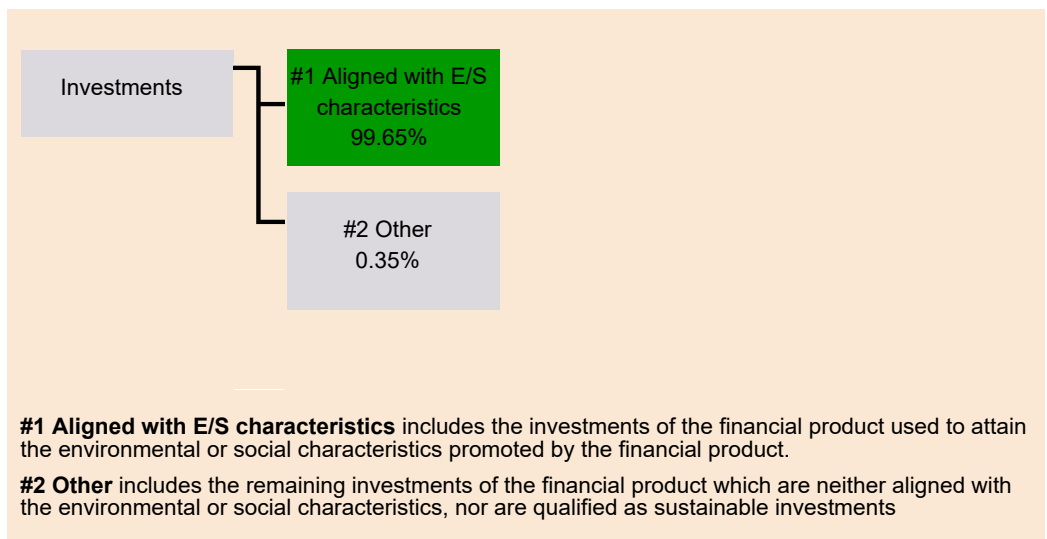 Investments
#1 Aligned with E/S
characteristics
99.65%
#2 Other
0.35%
#1 Aligned with E/S characteristics includes the investments of the financial product used to attain
the environmental or social characteristics promoted by the financial product.
#2 Other includes the remaining investments of the financial product which are neither aligned with
the environmental or social characteristics, nor are qualified as sustainable investments